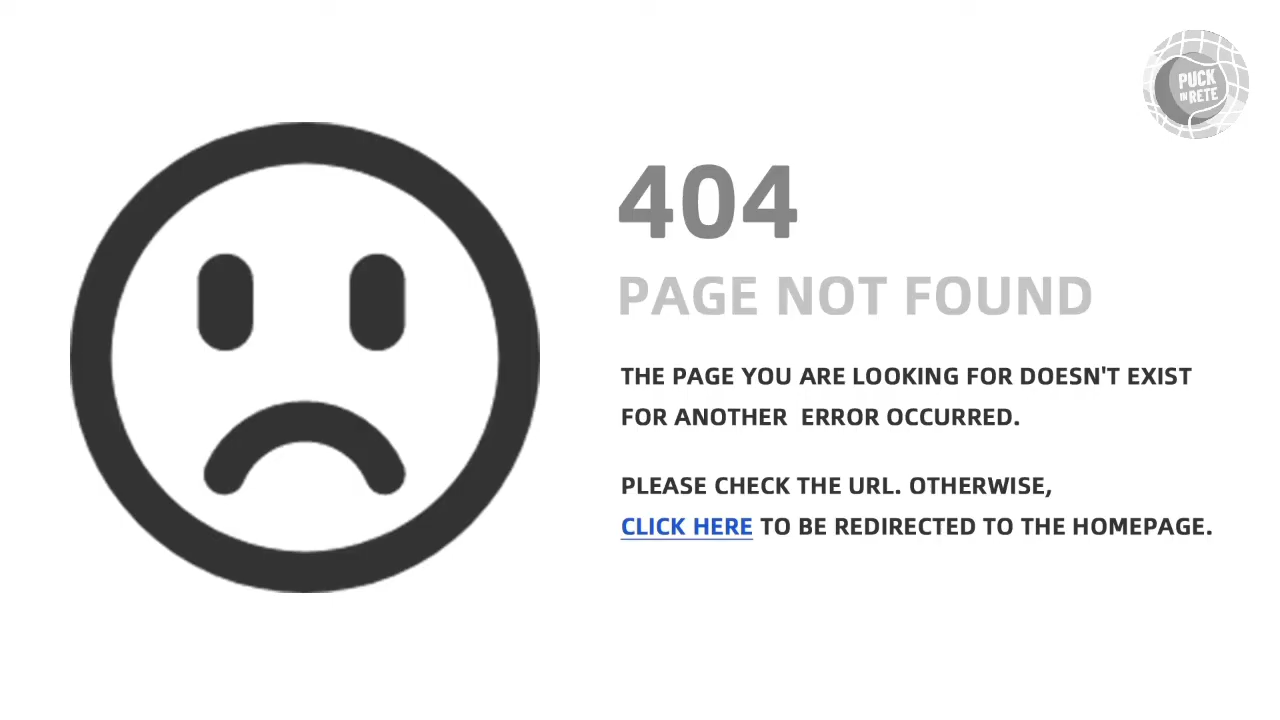 PUCK
IN RETE
404
PAGE NOT FOUND
THE PAGE YOU ARE LOOKING FOR DOESN'T EXIST
FOR ANOTHER  ERROR OCCURRED.
PLEASE CHECK THE URL. OTHERWISE,
CLICK HERE TO BE REDIRECTED TO THE HOMEPAGE.